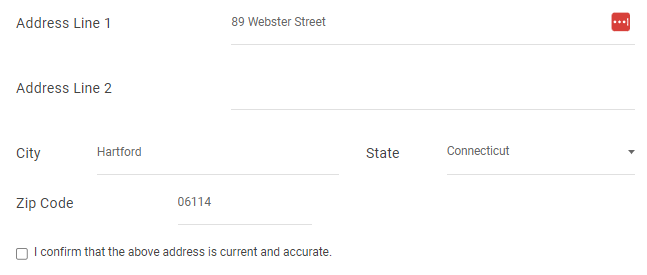 Address Line 1 89 Webster Street
Address Line 2
City Hartford State Connecticut
Zip Code 06114
I confirm that the above address is current and accurate.